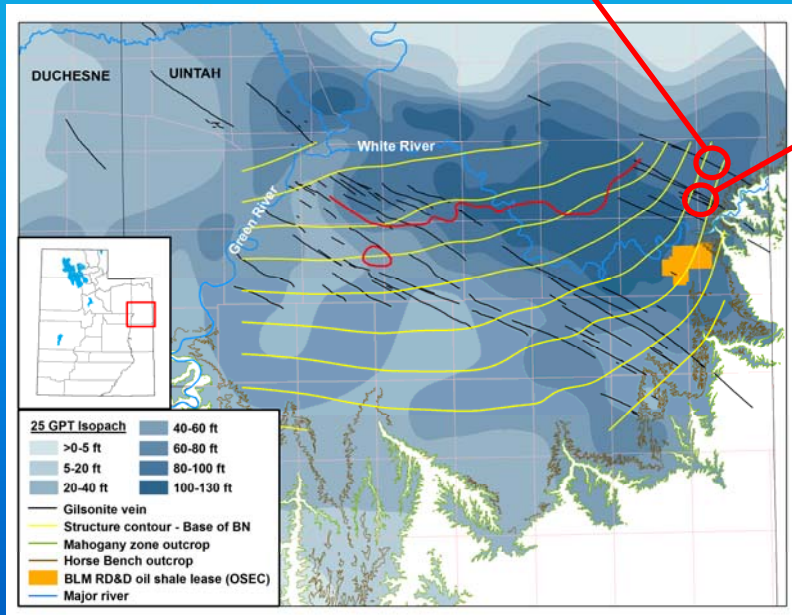 DUCHESNE
UINTAH
White River
Green River
25 GPT Isopach
>0-5 ft
5-20 ft
20-40 ft
40-60 ft
60-80 ft
80-100 ft
100-130 ft
Gilsonite vein
Structure contour - Base of BN
Mahogany zone outcrop
Horse Bench outcrop
BLM RD&D oil shale lease (OSEC)
Major river